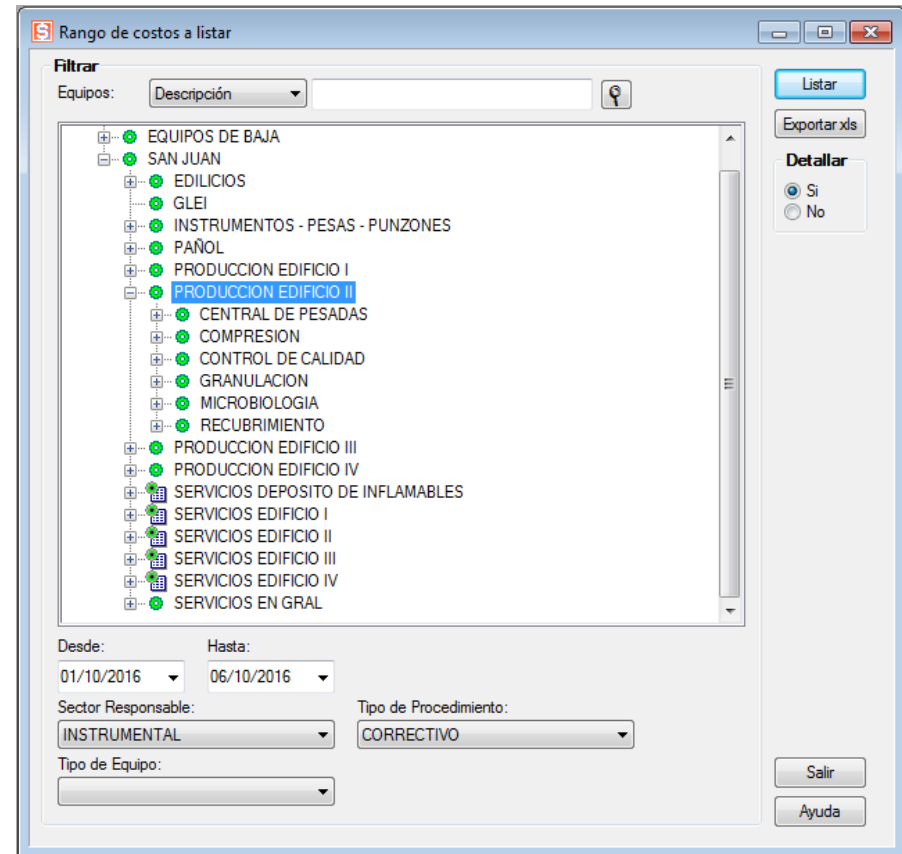 Rango de costos a listar
Filtrar
Equipos: Descripción
Listar
Exportar xls
Detallar
Si
No
EQUIPOS DE BAJA
SAN JUAN
EDILICIOS
GLEI
INSTRUMENTOS - PESAS - PUNZONES
PAÑOL
PRODUCCION EDIFICIO I
PRODUCCION EDIFICIO II
CENTRAL DE PESADAS
COMPRESION
CONTROL DE CALIDAD
GRANULACION
MICROBIOLOGIA
RECUBRIMIENTO
PRODUCCION EDIFICIO III
PRODUCCION EDIFICIO IV
SERVICIOS DEPOSITO DE INFLAMABLES
SERVICIOS EDIFICIO I
SERVICIOS EDIFICIO II
SERVICIOS EDIFICIO III
SERVICIOS EDIFICIO IV
SERVICIOS EN GRAL
Desde: Hasta:
01/10/2016 06/10/2016
Sector Responsable: Tipo de Procedimiento:
INSTRUMENTAL CORRECTIVO
Tipo de Equipo:
Salir
Ayuda